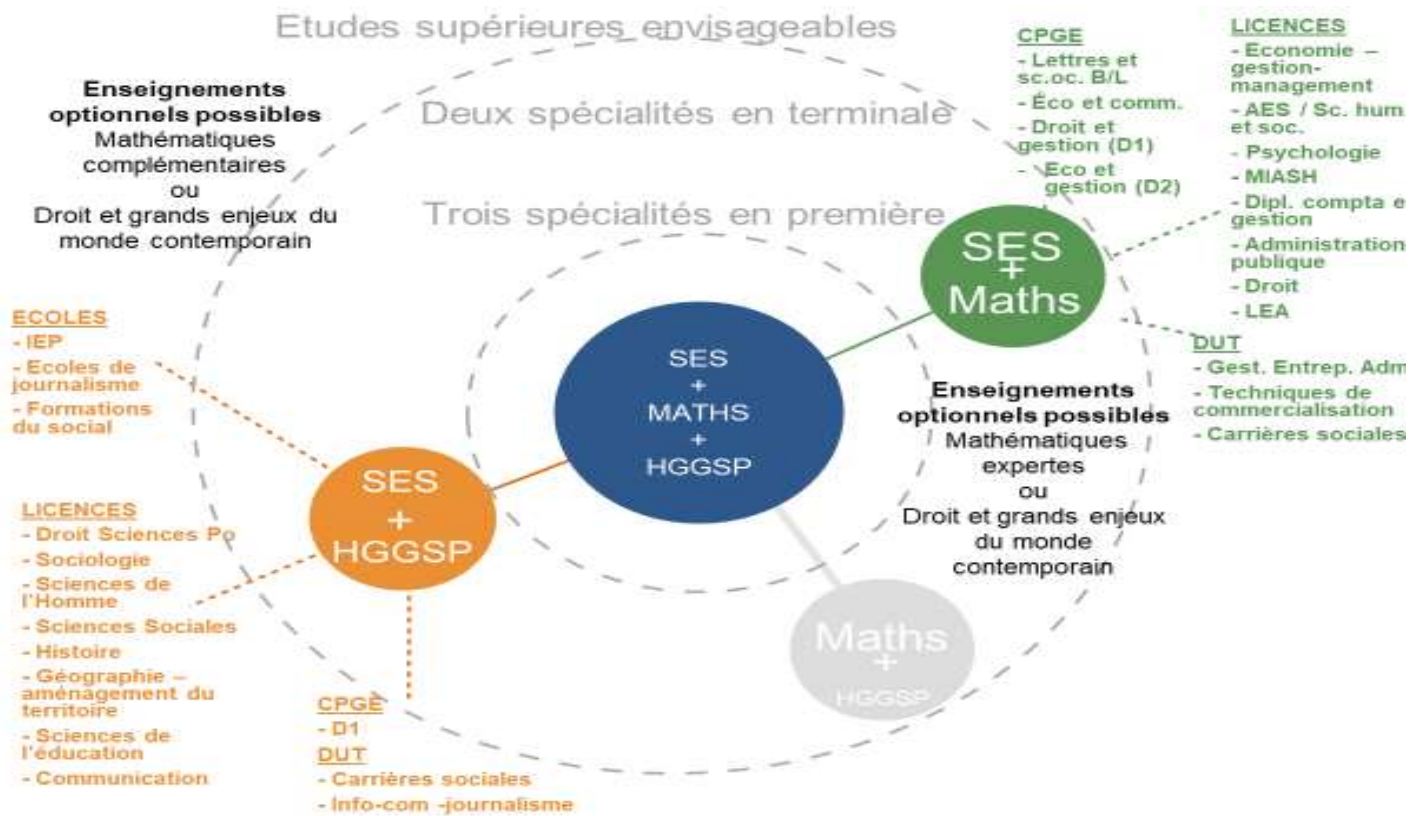 Etudes supérieures envisageables
Deux spécialités en terminale
Trois spécialités en première
Enseignements
optionnels possibles
Mathématiques
complémentaires
ou
Droit et grands enjeux du
monde contemporain
CPGE
- Lettres et
sc.oc. B/L
- Éco et comm.
- Droit et
gestion (D1)
- Eco et
gestion (D2)
LICENCES
- Economie –
gestion-
management
- AES / Sc. hum
et soc.
- Psychologie
- MIASH
- Dipl. compta e
gestion
- Administration
publique
- Droit
- LEA
DUT
- Gest. Entrep. Adm
- Techniques de
commercialisation
- Carrières sociales
SES
+
Maths
SES
+
MATHS
+
HGGSP
Enseignements
optionnels possibles
Mathématiques
expertes
ou
Droit et grands enjeux
du monde
contemporain
ECOLES
- IEP
- Ecoles de
journalisme
- Formations
du social
SES
+
HGGSP
LICENCES
- Droit Sciences Po
- Sociologie
- Sciences de
l'Homme
- Sciences Sociales
- Histoire
- Géographie –
aménagement du
territoire
- Sciences de
l'éducation
- Communication
CPGE
- D1
DUT
- Carrières sociales
- Info-com -journalisme
Maths
+
HGGSP